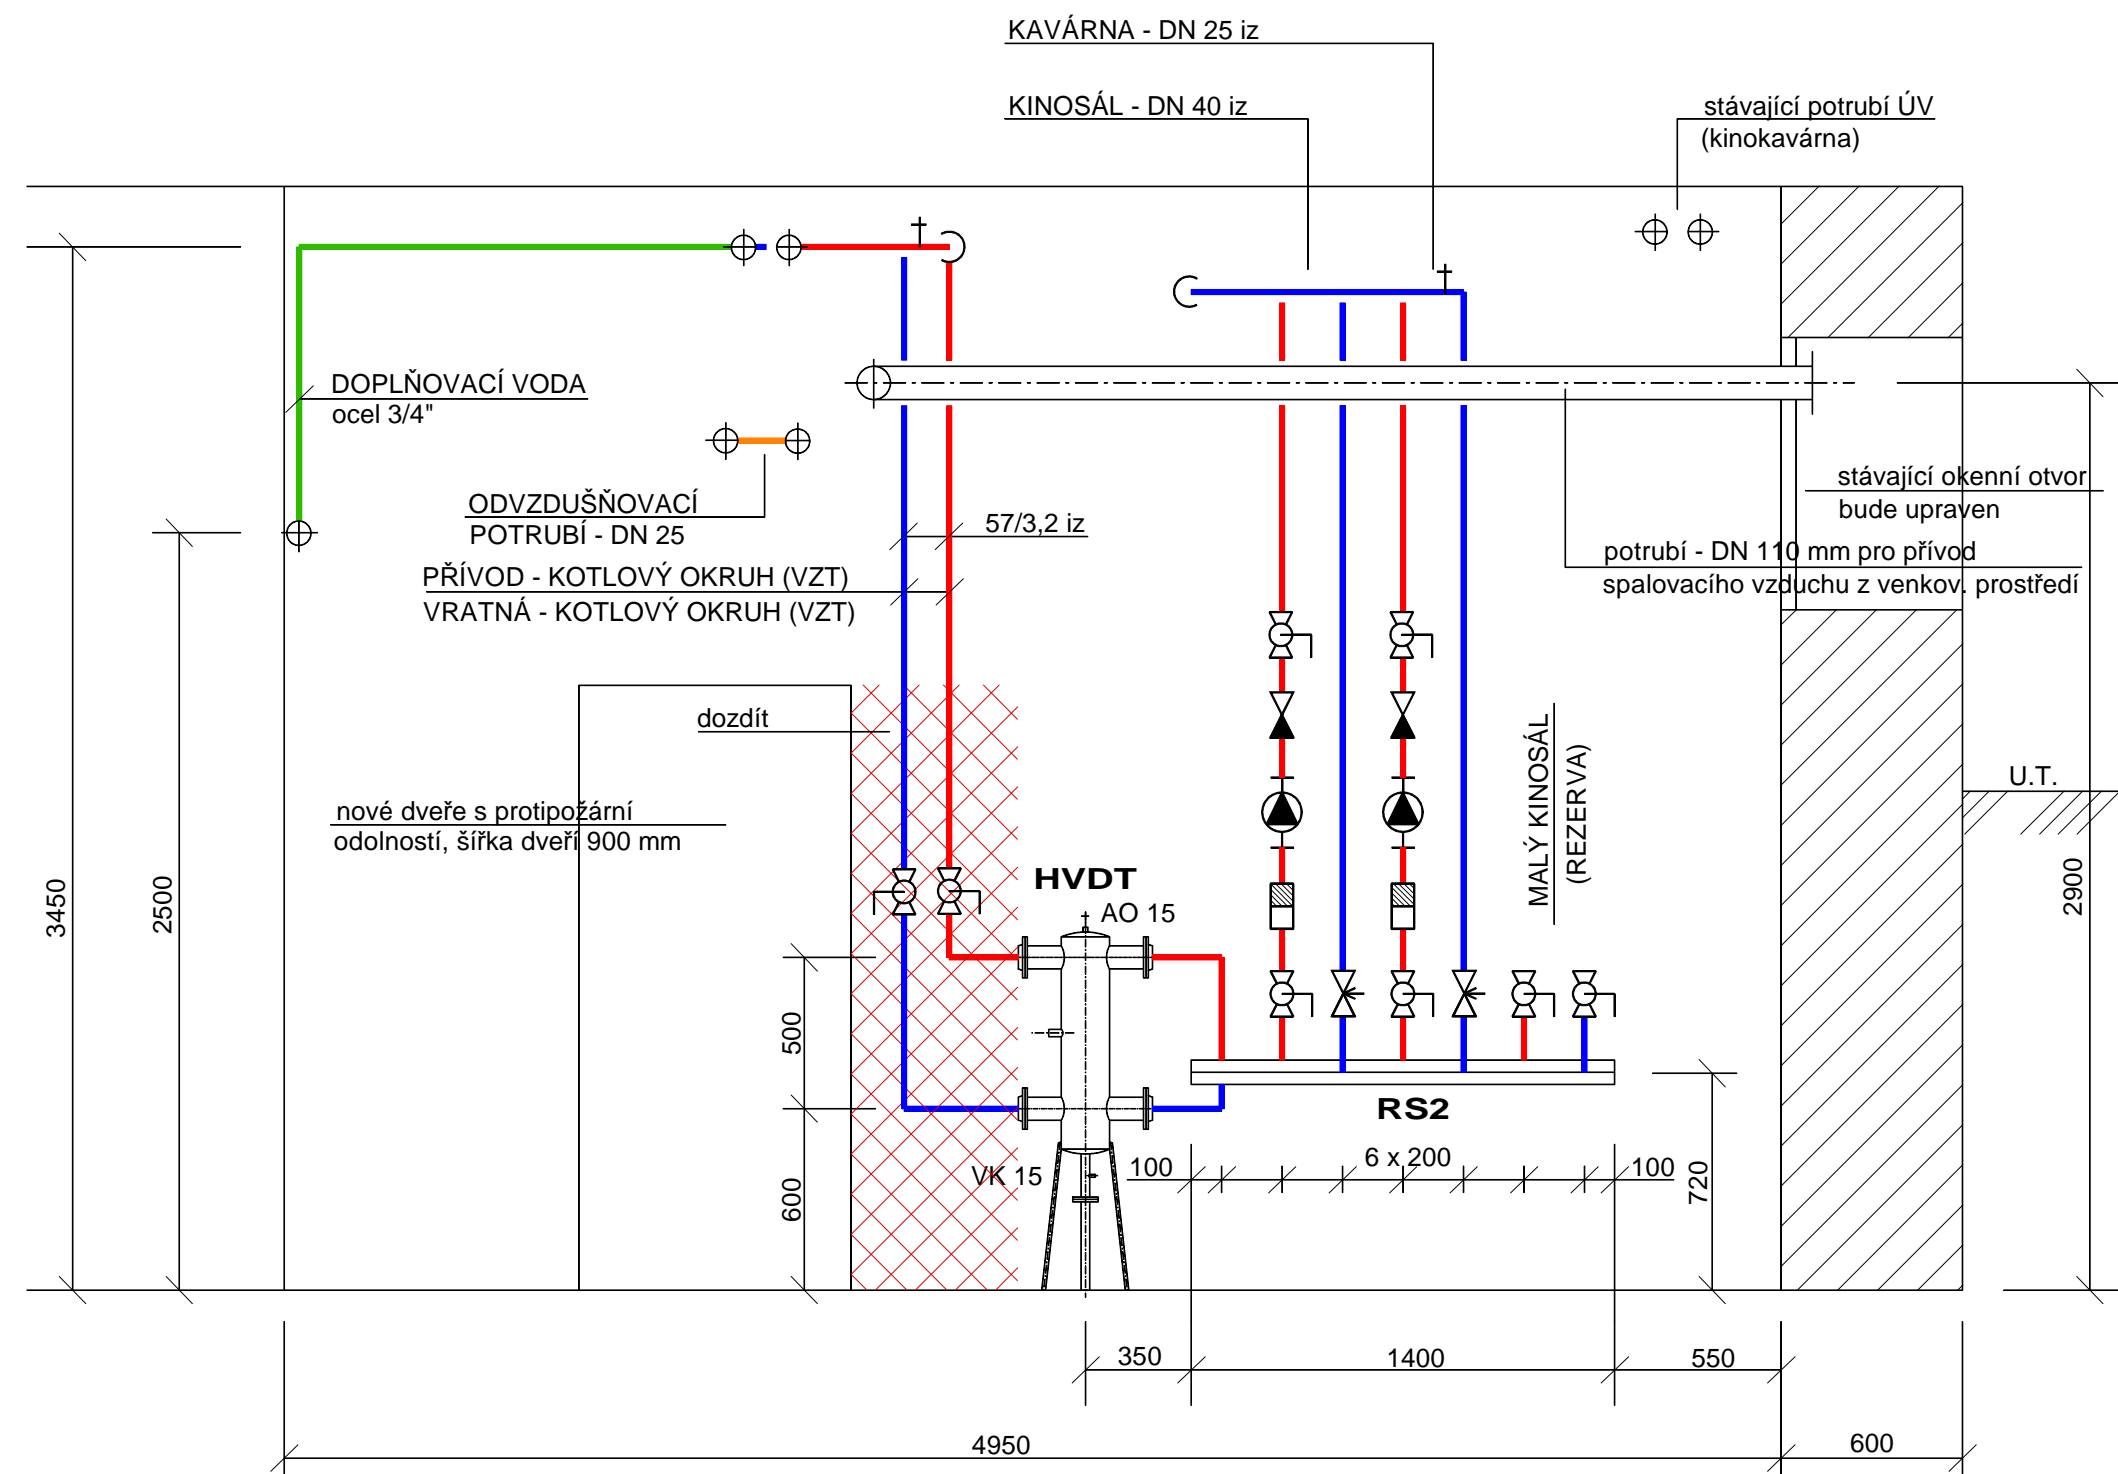 KAVÁRNA - DN 25 iz
KINOSÁL - DN 40 iz
stávající potrubí ÚV
(kinokavárna)
DOPLŇOVACÍ VODA
ocel 3/4"
ODVZDUŠŇOVACÍ
POTRUBÍ - DN 25
57/3,2 iz
PŘÍVOD - KOTLOVÝ OKRUH (VZT)
VRATNÁ - KOTLOVÝ OKRUH (VZT)
stávající okenní otvor
bude upraven
potrubí - DN 110 mm pro přívod
spalovacího vzduchu z venkov. prostředí
dozdít
nové dveře s protipožární
odolností, šířka dveří 900 mm
MALÝ KINOSÁL
(REZERVA)
U.T.
HVDT
AO 15
3450
2500
2900
500
600
RS2
VK 15
100
6 x 200
100
720
350
1400
550
4950
600